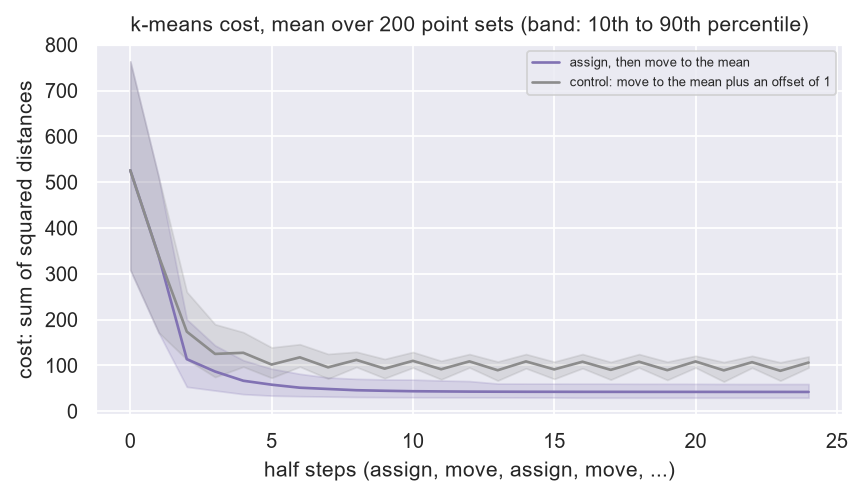 k-means cost, mean over 200 point sets (band: 10th to 90th percentile)
assign, then move to the mean
control: move to the mean plus an offset of 1
cost: sum of squared distances
800
700
600
500
400
300
200
100
0
0 5 10 15 20 25
half steps (assign, move, assign, move, ...)